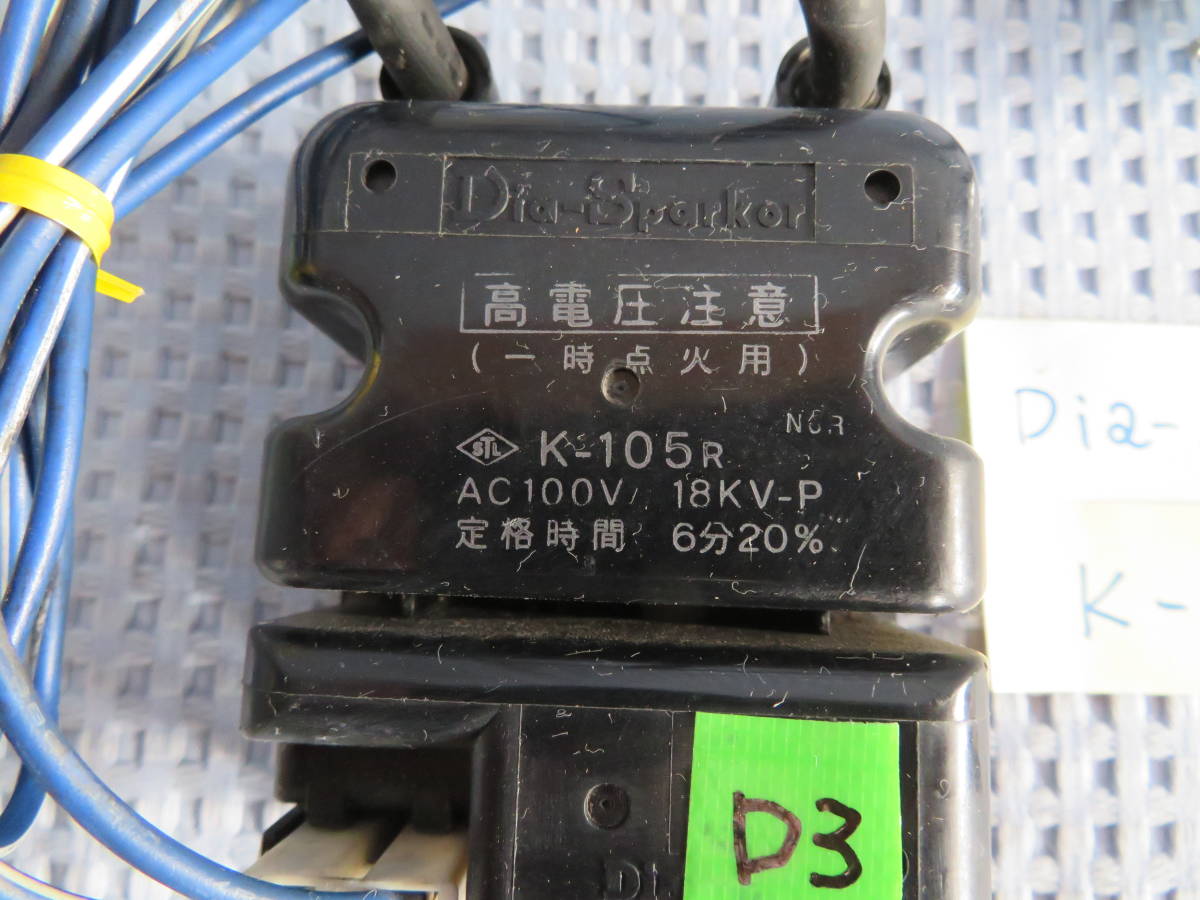 Dia-Sparkor
高電圧注意
(一時点火用)
N6R
STL K-105R
AC100V 18KV-P
定格時間 6分20%
Dia-
K-
D3